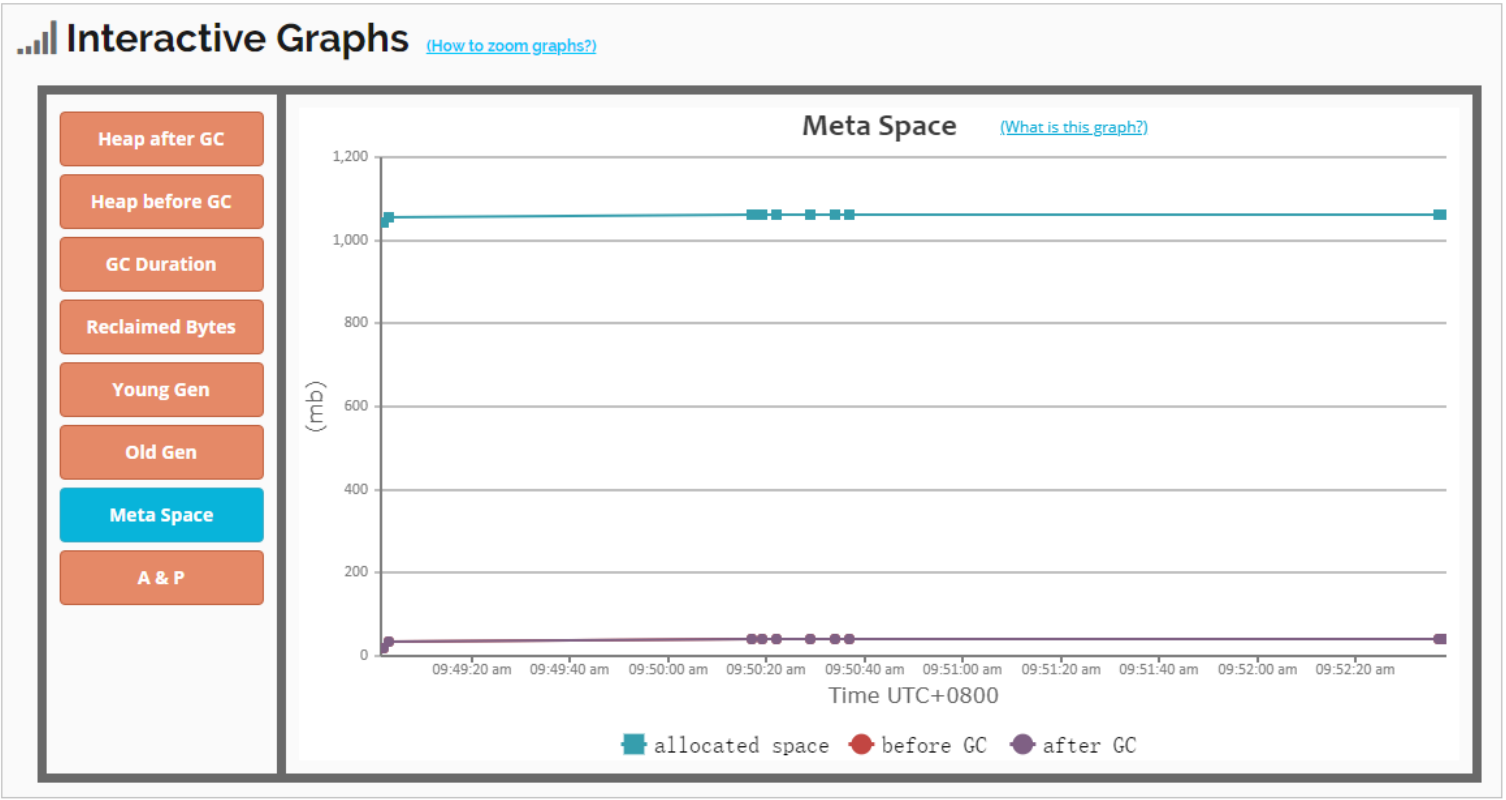 Interactive Graphs (How to zoom graphs?)
Heap after GC
Heap before GC
GC Duration
Reclaimed Bytes
Young Gen
Old Gen
Meta Space
A & P
Meta Space (What is this graph?)
1,200
1,000
800
600
400
200
0
(mb)
09:49:20 am 09:49:40 am 09:50:00 am 09:50:20 am 09:50:40 am 09:51:00 am 09:51:20 am 09:51:40 am 09:52:00 am 09:52:20 am
Time UTC+0800
allocated space before GC after GC